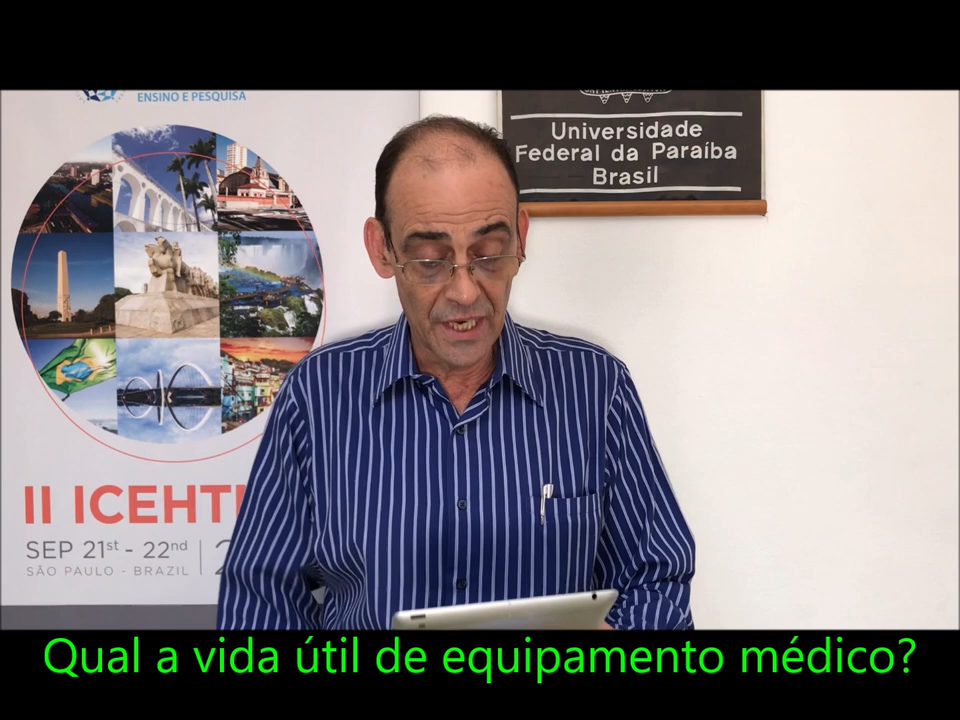 ENSINO E PESQUISA
Universidade
Federal da Paraíba
Brasil
II ICEHT
SEP 21st - 22nd
SÃO PAULO - BRAZIL
Qual a vida útil de equipamento médico?